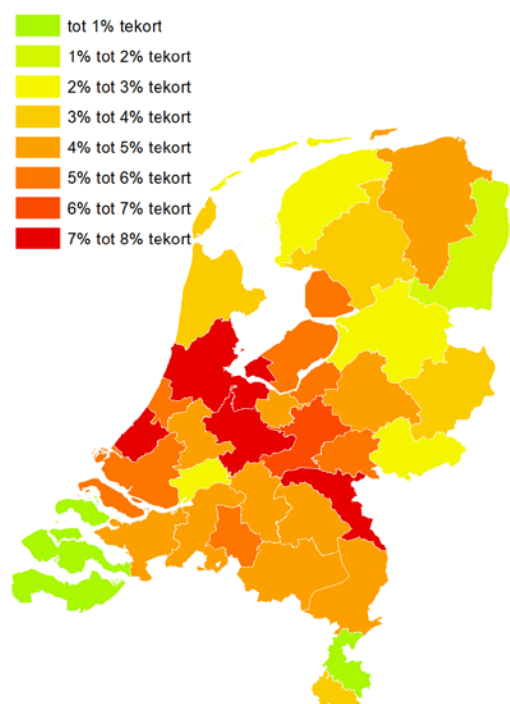 tot 1% tekort
1% tot 2% tekort
2% tot 3% tekort
3% tot 4% tekort
4% tot 5% tekort
5% tot 6% tekort
6% tot 7% tekort
7% tot 8% tekort